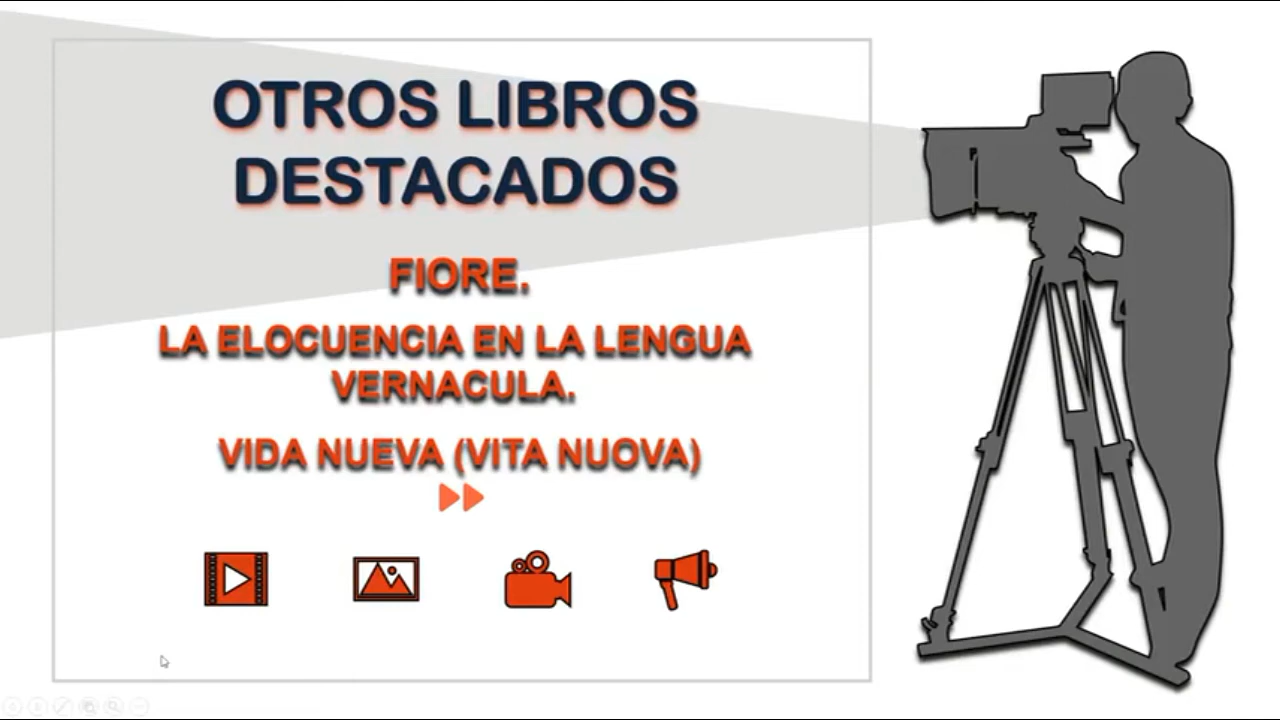 OTROS LIBROS
DESTACADOS
FIORE.
LA ELOCUENCIA EN LA LENGUA
VERNACULA.
VIDA NUEVA (VITA NUOVA)